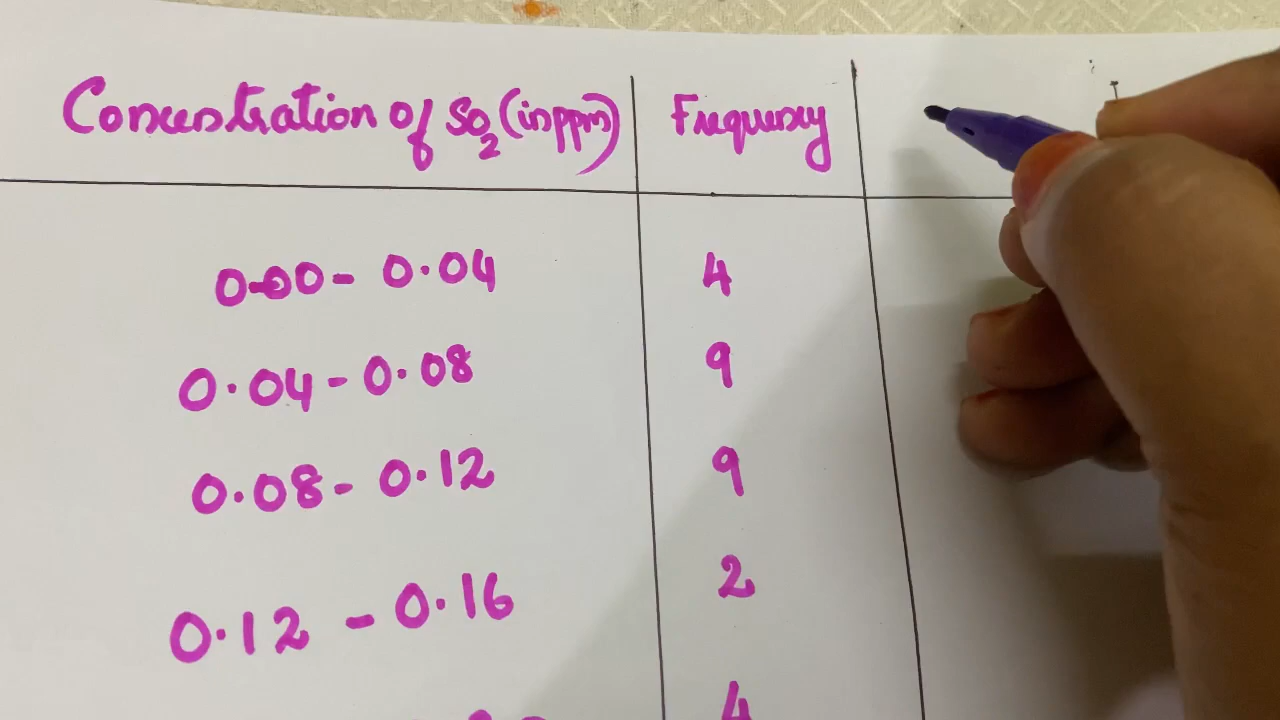 Concentration of SO2 (in ppm) Frequency
0.00 - 0.04 4
0.04 - 0.08 9
0.08 - 0.12 9
0.12 - 0.16 2
4